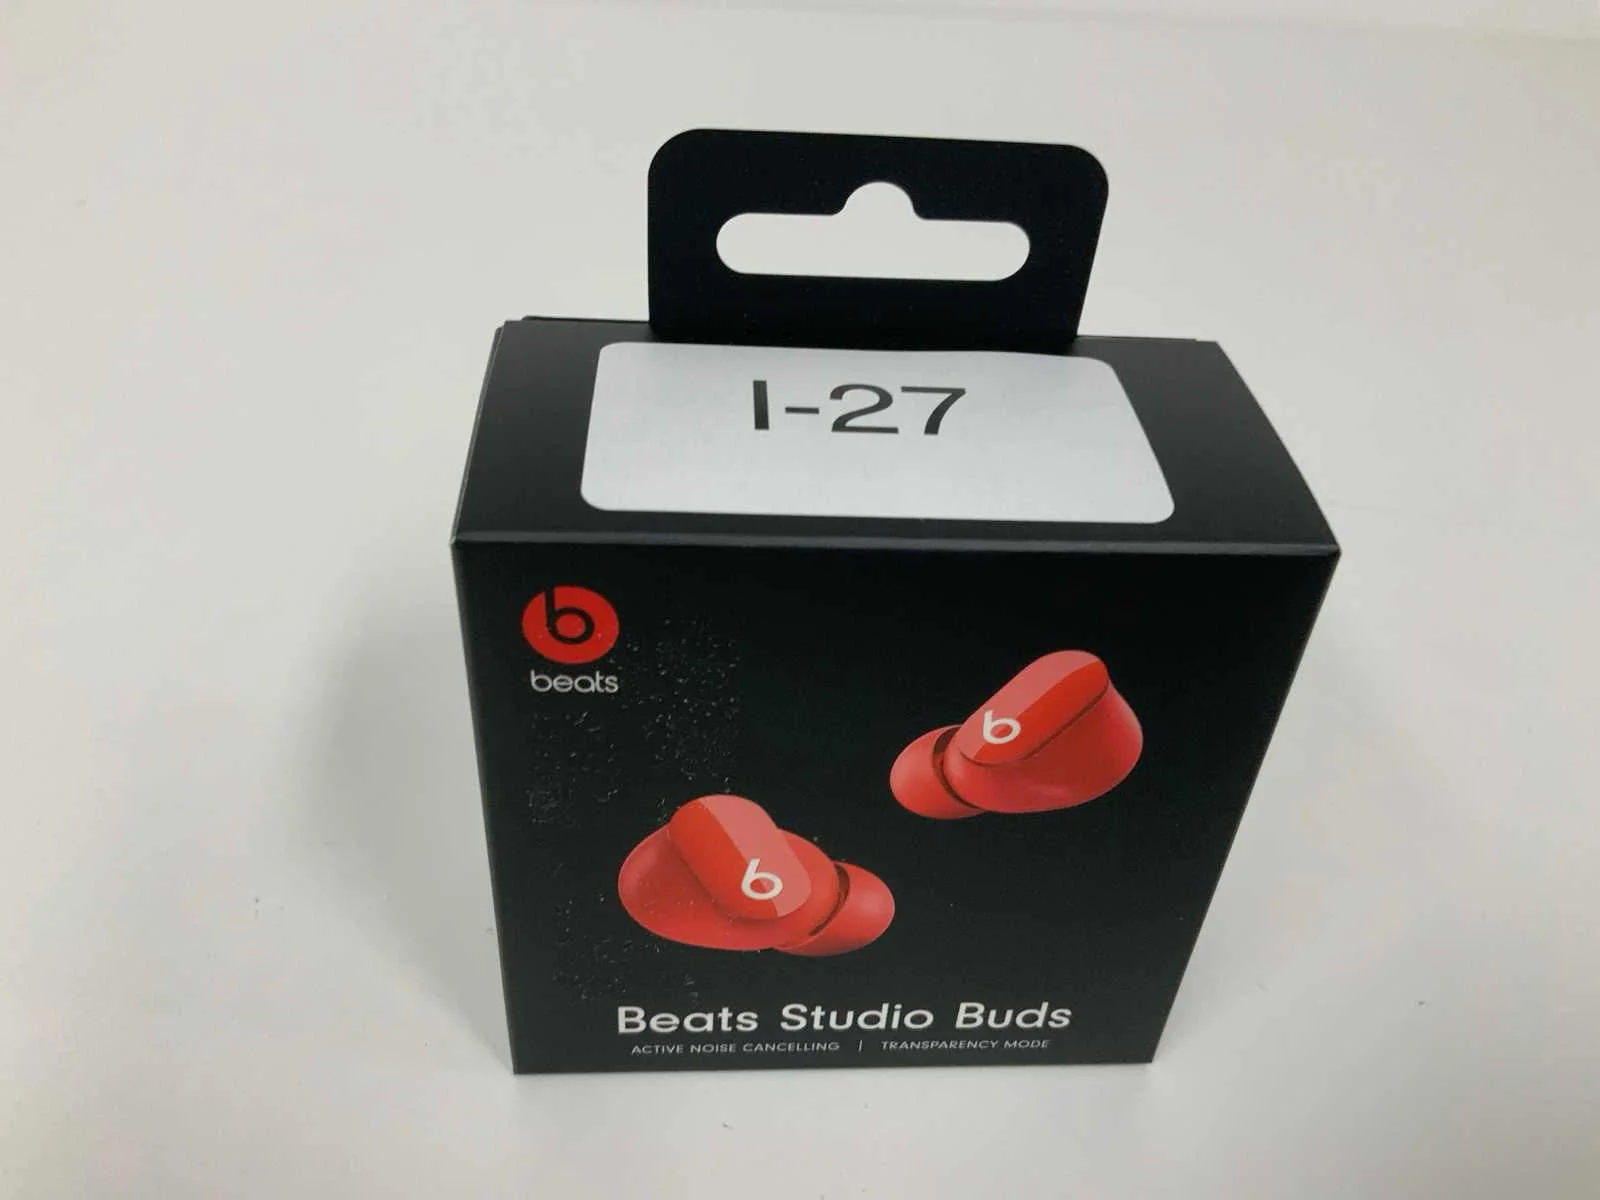 I-27
b
beats
b
b
Beats Studio Buds
ACTIVE NOISE CANCELLING | TRANSPARENCY MODE